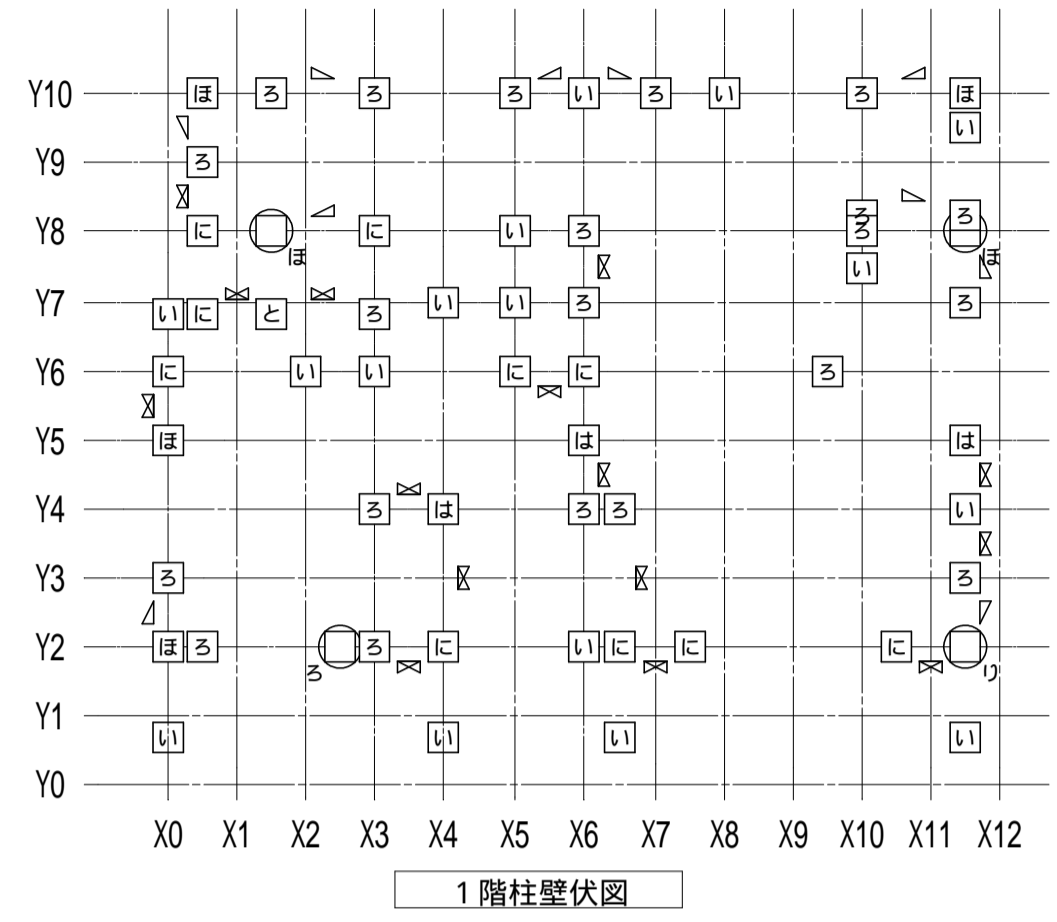 Y10 ほ ろ ろ ろ い ろ い ろ ほ
い
Y9 ろ
ろ ろ
Y8 に に い ろ ろ
ほ ほ
い
Y7 い い ろ ろ
い に と ろ
Y6 に い い に に ろ
Y5 ほ は は
Y4 ろ は ろ ろ い
Y3 ろ ろ
Y2 ほ ろ ろ に い に に に
ろ り
Y1
い い い い
Y0
X0 X1 X2 X3 X4 X5 X6 X7 X8 X9 X10 X11 X12
1階柱壁伏図